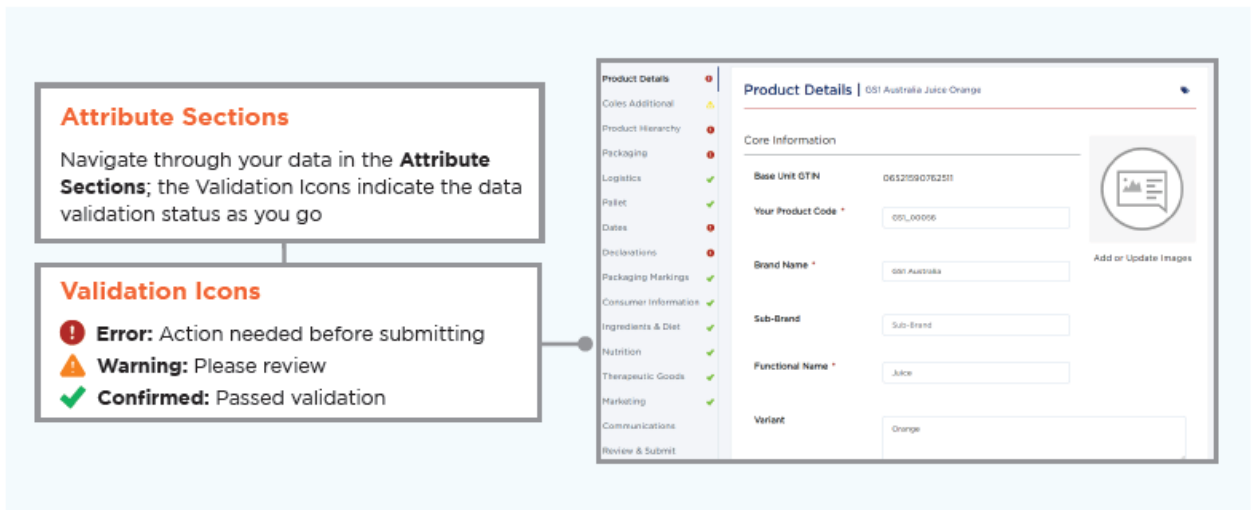 Attribute Sections
Navigate through your data in the Attribute
Sections; the Validation Icons indicate the data
validation status as you go
Validation Icons
Error: Action needed before submitting
Warning: Please review
Confirmed: Passed validation
Product Details
Coles Additional
Product Hierarchy
Packaging
Logistics
Pallet
Dates
Declarations
Packaging Markings
Consumer Information
Ingredients & Diet
Nutrition
Therapeutic Goods
Marketing
Communications
Review & Submit
Product Details | GS1 Australia Juice Orange
Core Information
Base Unit GTIN 06521590762511
Your Product Code * GS1_00056
Brand Name * GS1 Australia
Sub-Brand Sub-Brand
Functional Name * Juice
Variant Orange
Add or Update Images